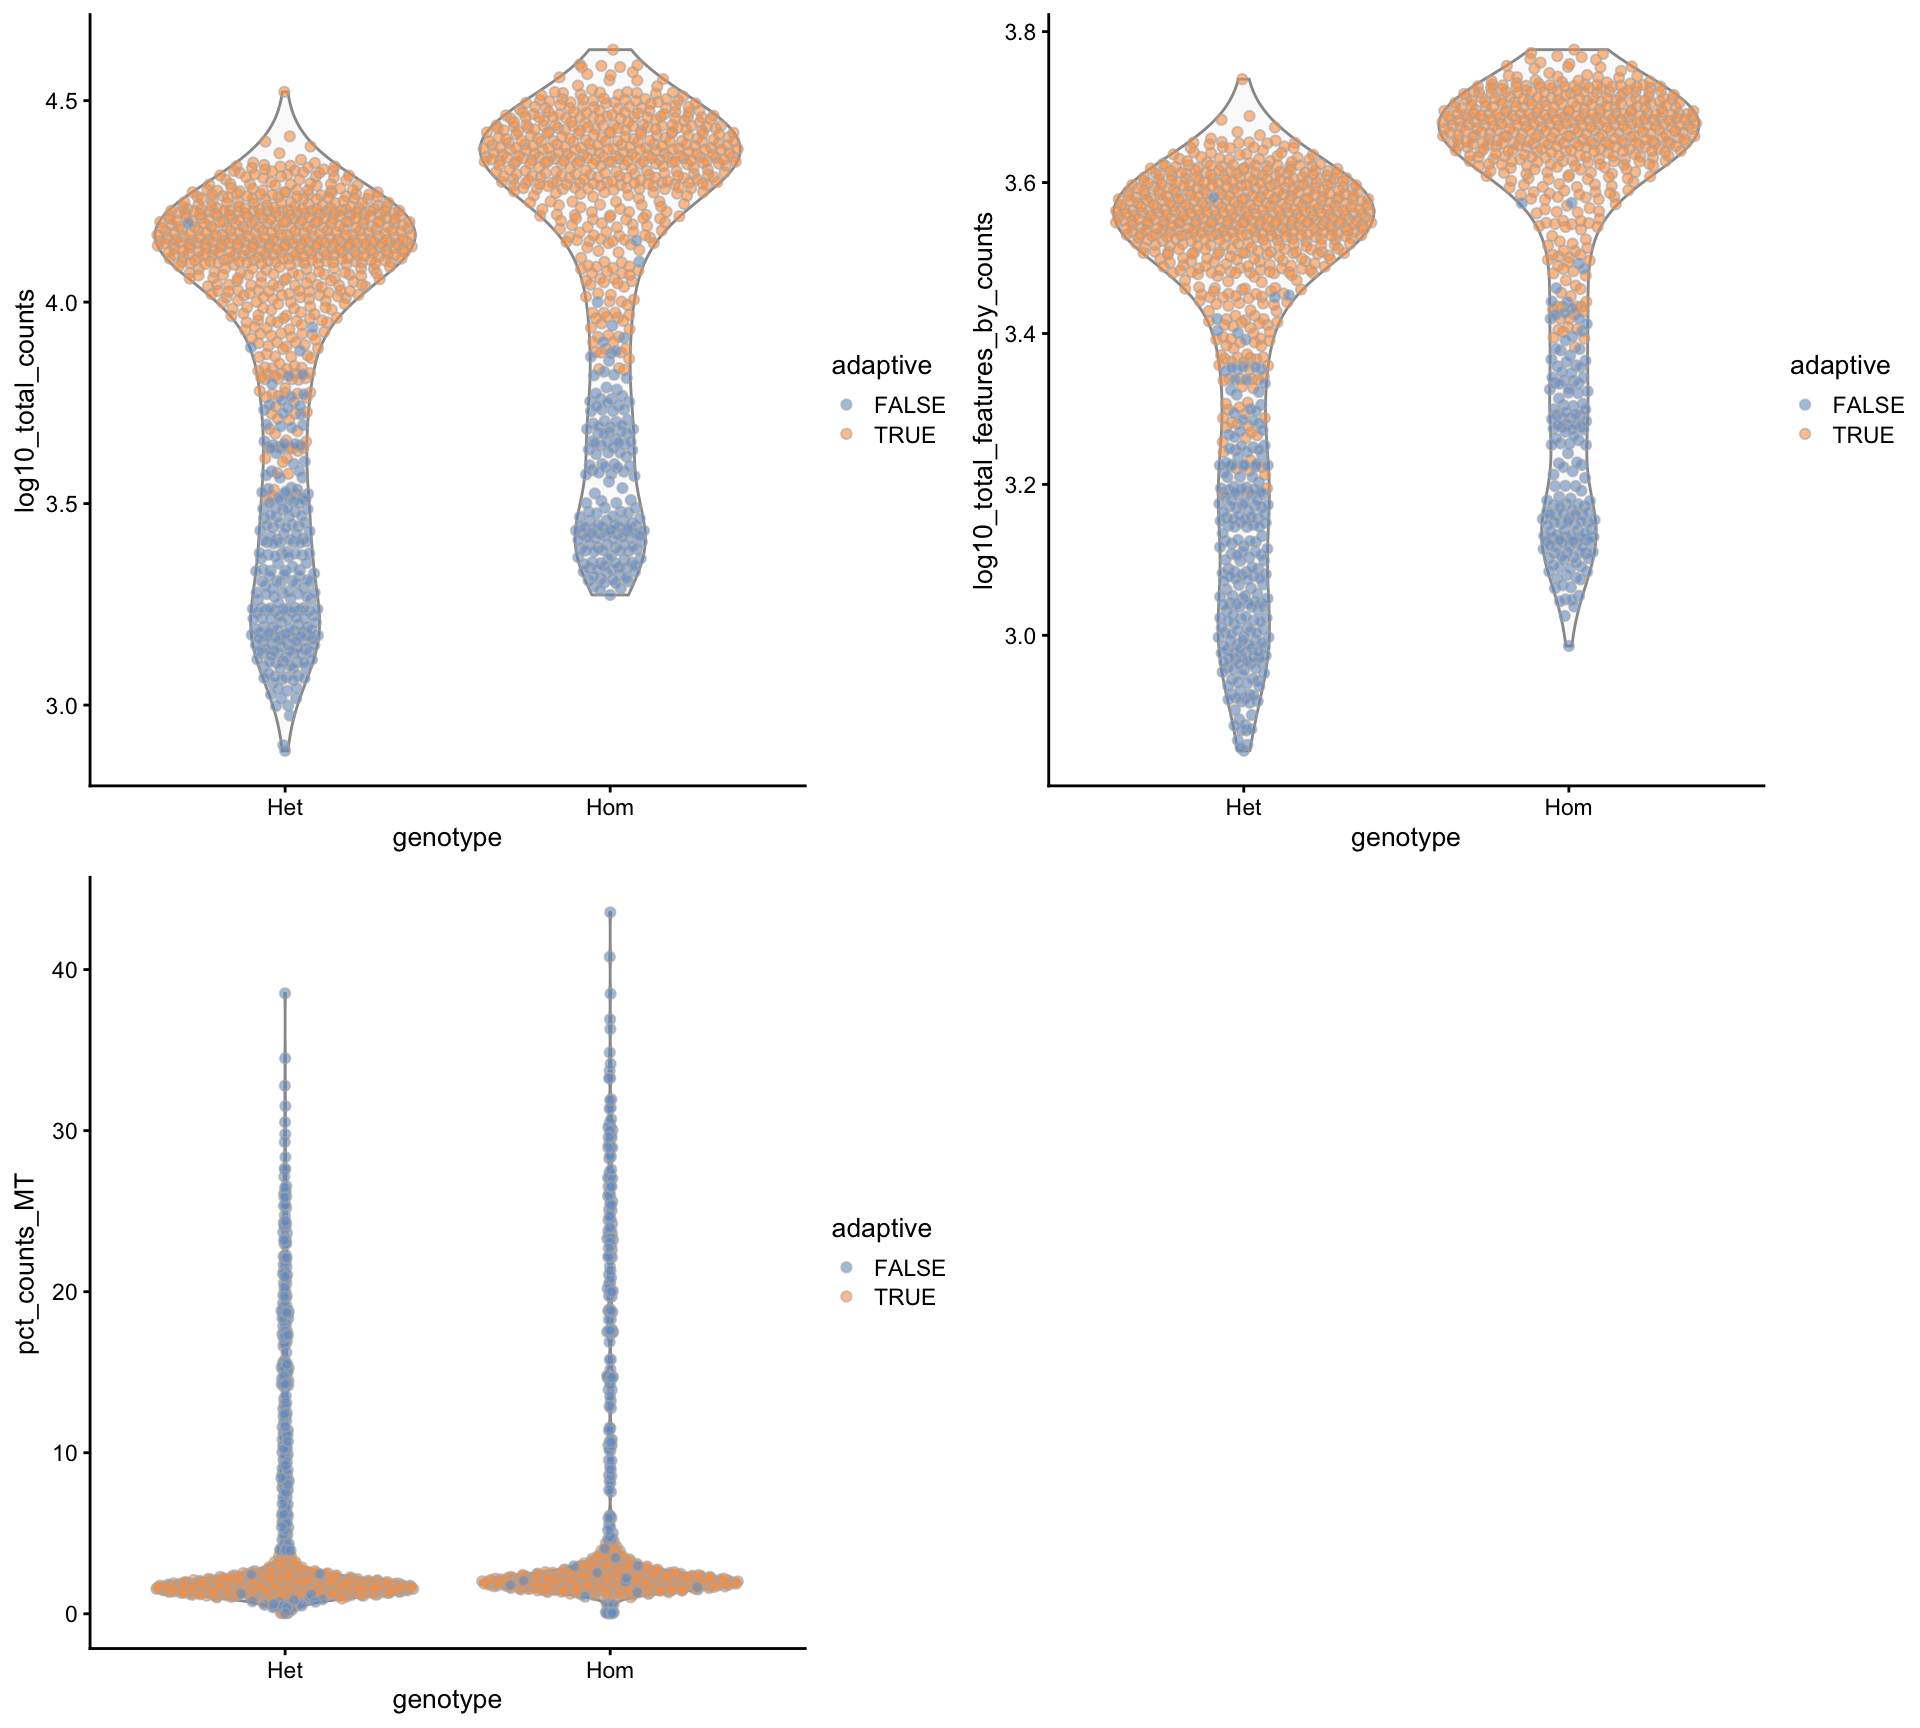 log10_total_counts
4.5
4.0
3.5
3.0
Het
Hom
genotype
adaptive
FALSE
TRUE
log10_total_features_by_counts
3.8
3.6
3.4
3.2
3.0
Het
Hom
genotype
adaptive
FALSE
TRUE
pct_counts_MT
40
30
20
10
0
Het
Hom
genotype
adaptive
FALSE
TRUE